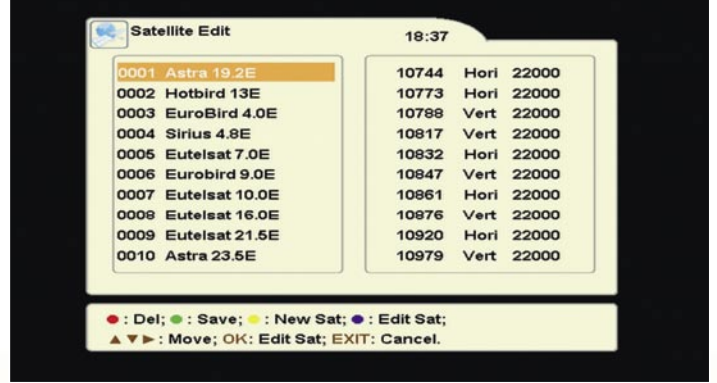 Satellite Edit 18:37
0001 Astra 19.2E 10744 Hori 22000
0002 Hotbird 13E 10773 Hori 22000
0003 EuroBird 4.0E 10788 Vert 22000
0004 Sirius 4.8E 10817 Vert 22000
0005 Eutelsat 7.0E 10832 Hori 22000
0006 Eurobird 9.0E 10847 Vert 22000
0007 Eutelsat 10.0E 10861 Hori 22000
0008 Eutelsat 16.0E 10876 Vert 22000
0009 Eutelsat 21.5E 10920 Hori 22000
0010 Astra 23.5E 10979 Vert 22000
: Del; : Save; : New Sat; : Edit Sat;
▲▼►: Move; OK: Edit Sat; EXIT: Cancel.